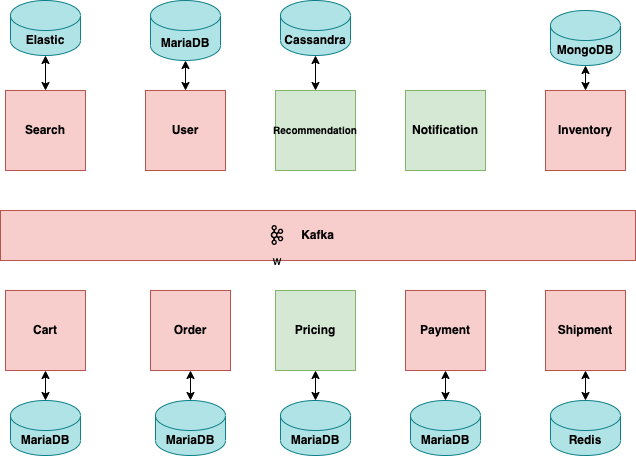 Elastic
MariaDB
Cassandra
MongoDB
Search
User
Recommendation
Notification
Inventory
Kafka
w
Cart
Order
Pricing
Payment
Shipment
MariaDB
MariaDB
MariaDB
MariaDB
Redis